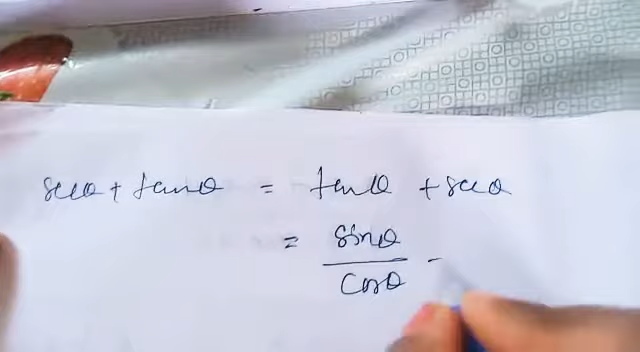 secθ + tanθ = tanθ + secθ
= sinθ / cosθ -